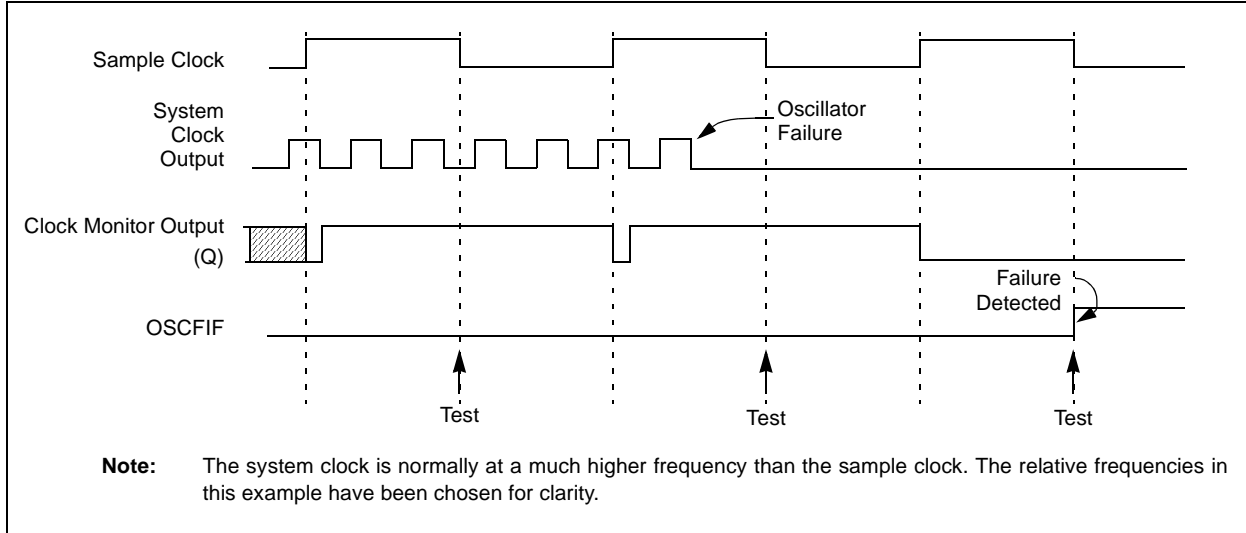 Sample Clock
System
Clock
Output
Oscillator
Failure
Clock Monitor Output
(Q)
Failure
Detected
OSCFIF
Test
Test
Test
Note: The system clock is normally at a much higher frequency than the sample clock. The relative frequencies in
this example have been chosen for clarity.